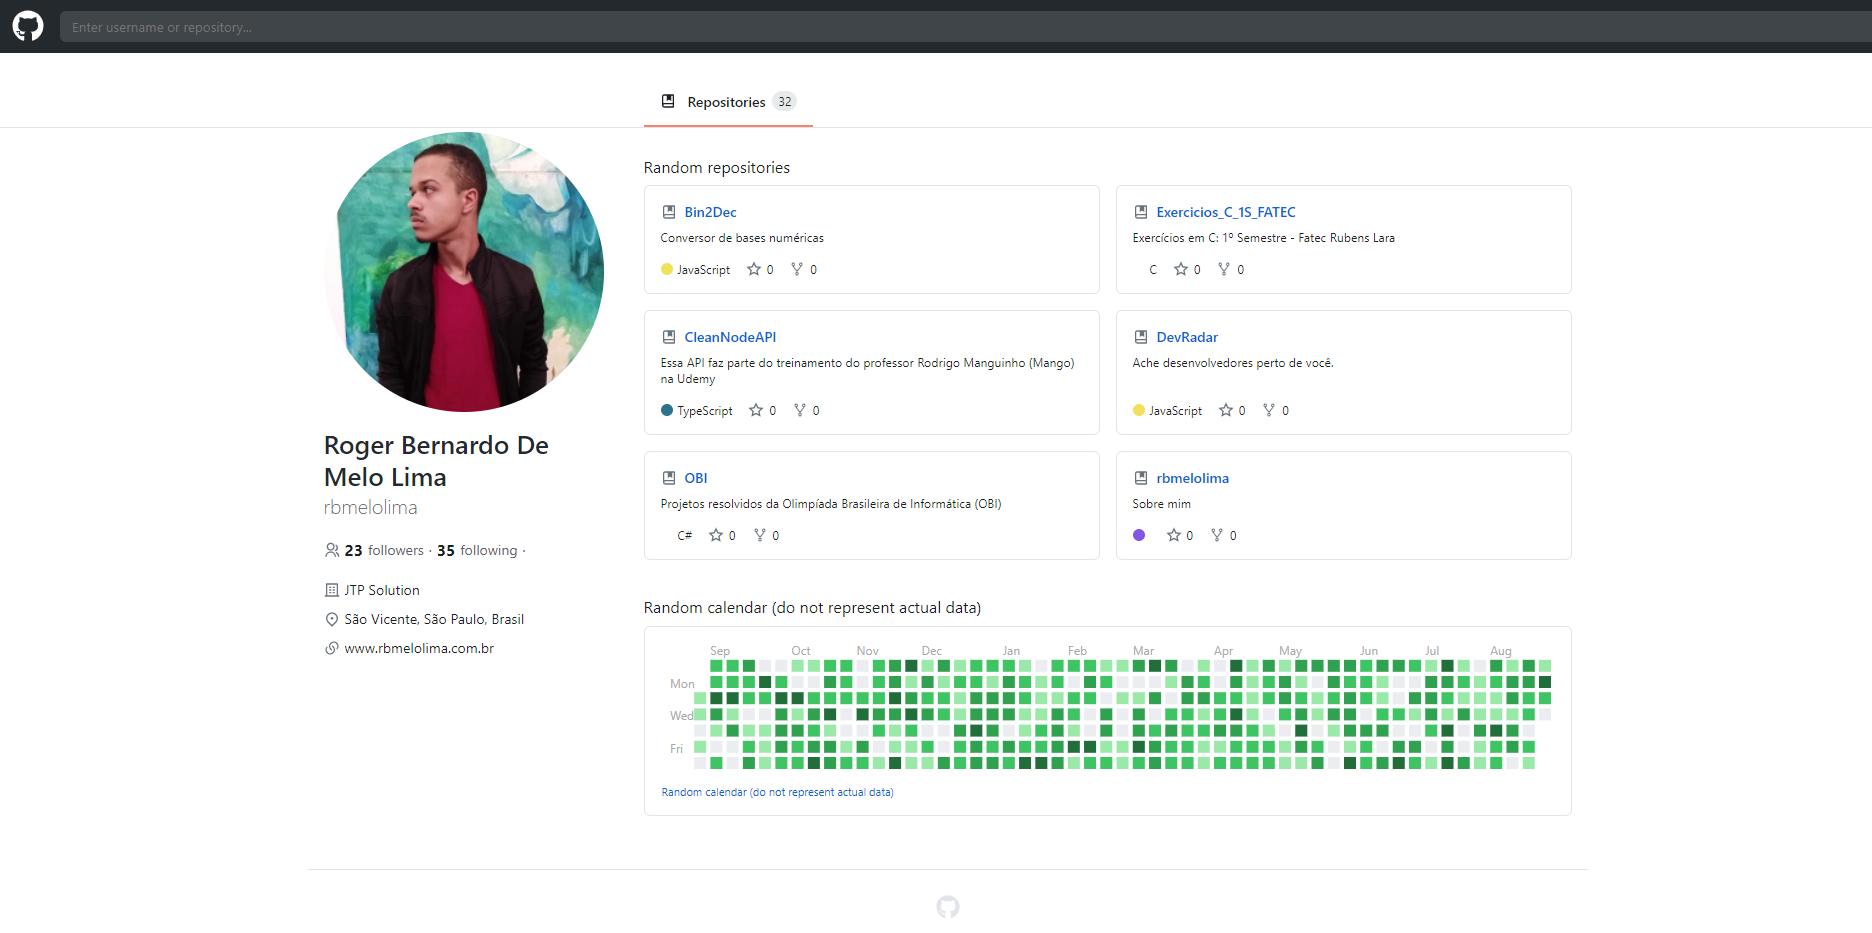 Enter username or repository...
Repositories 32
Roger Bernardo De
Melo Lima
rbmelolima
23 followers · 35 following ·
JTP Solution
São Vicente, São Paulo, Brasil
www.rbmelolima.com.br
Random repositories
Bin2Dec
Conversor de bases numéricas
JavaScript 0 0
Exercicios_C_1S_FATEC
Exercícios em C: 1º Semestre - Fatec Rubens Lara
C 0 0
CleanNodeAPI
Essa API faz parte do treinamento do professor Rodrigo Manguinho (Mango)
na Udemy
TypeScript 0 0
DevRadar
Ache desenvolvedores perto de você.
JavaScript 0 0
OBI
Projetos resolvidos da Olimpíada Brasileira de Informática (OBI)
C# 0 0
rbmelolima
Sobre mim
0 0
Random calendar (do not represent actual data)
Sep Oct Nov Dec Jan Feb Mar Apr May Jun Jul Aug
Mon
Wed
Fri
Random calendar (do not represent actual data)